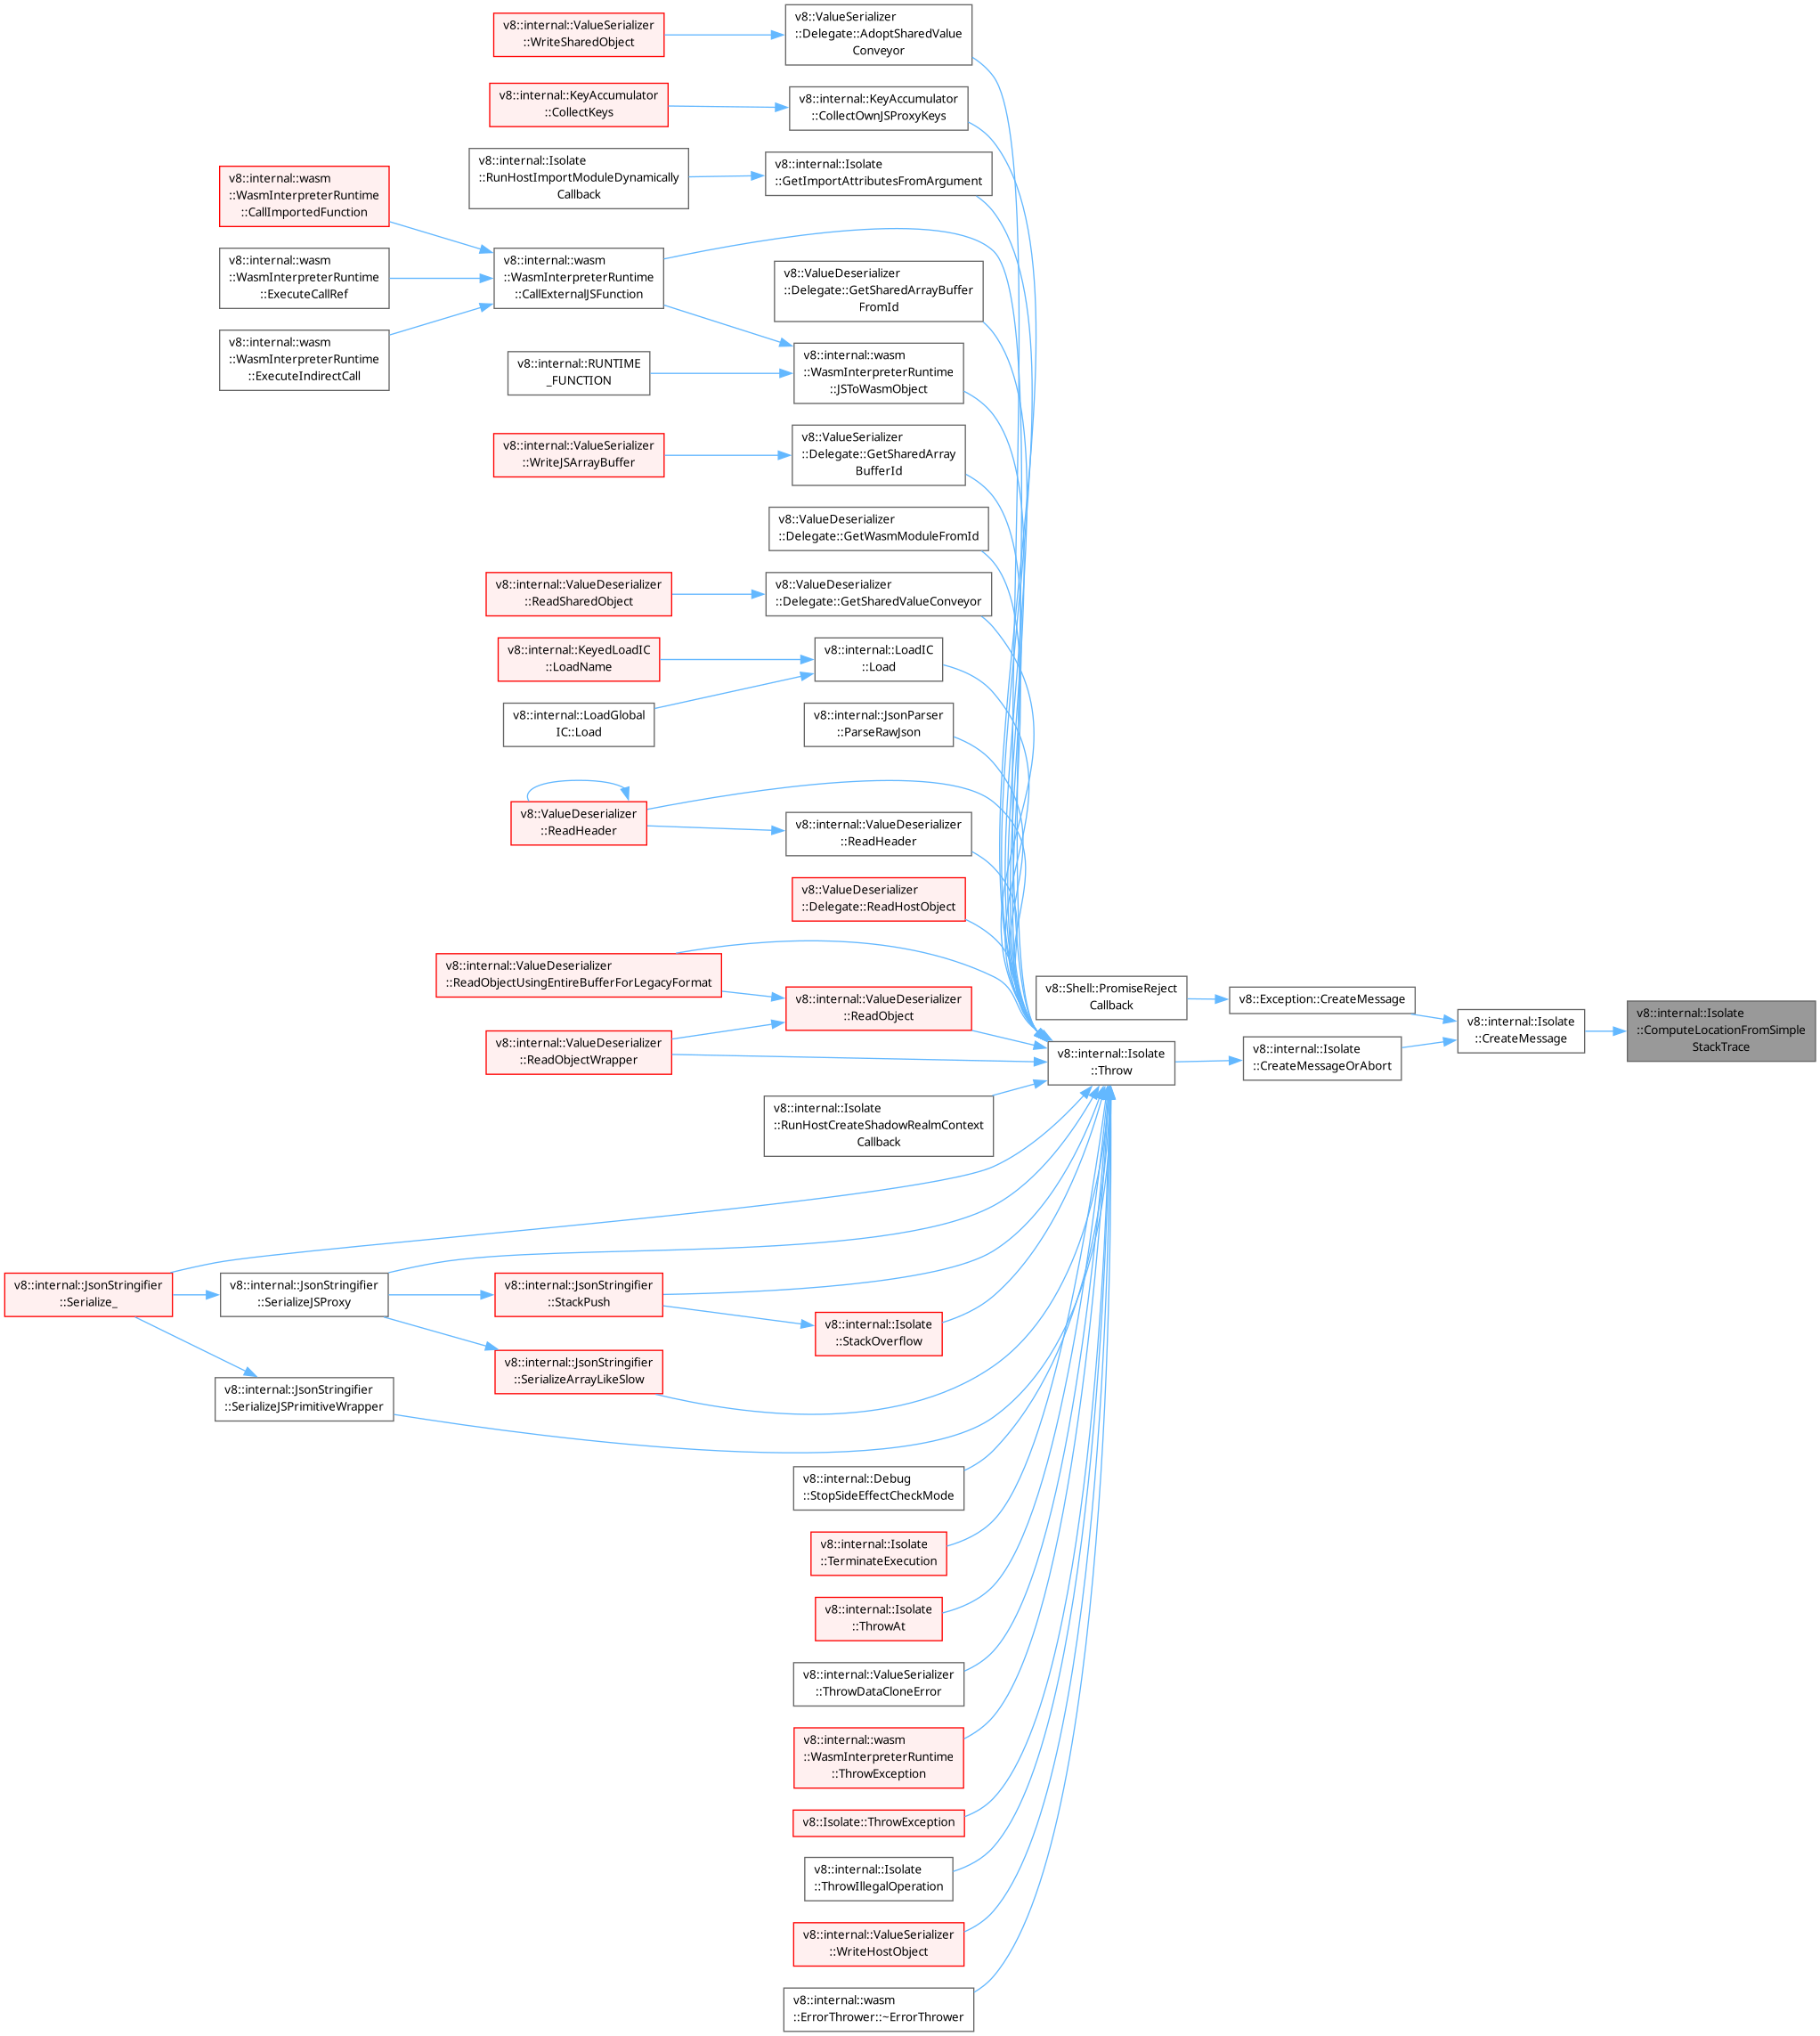 v8::internal::ValueSerializer
::WriteSharedObject
v8::ValueSerializer
::Delegate::AdoptSharedValue
Conveyor
v8::internal::KeyAccumulator
::CollectKeys
v8::internal::KeyAccumulator
::CollectOwnJSProxyKeys
v8::internal::Isolate
::RunHostImportModuleDynamically
Callback
v8::internal::Isolate
::GetImportAttributesFromArgument
v8::internal::wasm
::WasmInterpreterRuntime
::CallImportedFunction
v8::internal::wasm
::WasmInterpreterRuntime
::ExecuteCallRef
v8::internal::wasm
::WasmInterpreterRuntime
::CallExternalJSFunction
v8::ValueDeserializer
::Delegate::GetSharedArrayBuffer
FromId
v8::internal::wasm
::WasmInterpreterRuntime
::ExecuteIndirectCall
v8::internal::RUNTIME
_FUNCTION
v8::internal::wasm
::WasmInterpreterRuntime
::JSToWasmObject
v8::internal::ValueSerializer
::WriteJSArrayBuffer
v8::ValueSerializer
::Delegate::GetSharedArray
BufferId
v8::ValueDeserializer
::Delegate::GetWasmModuleFromId
v8::internal::ValueDeserializer
::ReadSharedObject
v8::ValueDeserializer
::Delegate::GetSharedValueConveyor
v8::internal::KeyedLoadIC
::LoadName
v8::internal::LoadIC
::Load
v8::internal::LoadGlobal
IC::Load
v8::internal::JsonParser
::ParseRawJson
v8::ValueDeserializer
::ReadHeader
v8::internal::ValueDeserializer
::ReadHeader
v8::ValueDeserializer
::Delegate::ReadHostObject
v8::internal::ValueDeserializer
::ReadObjectUsingEntireBufferForLegacyFormat
v8::internal::ValueDeserializer
::ReadObject
v8::internal::ValueDeserializer
::ReadObjectWrapper
v8::Shell::PromiseReject
Callback
v8::Exception::CreateMessage
v8::internal::Isolate
::CreateMessage
v8::internal::Isolate
::ComputeLocationFromSimple
StackTrace
v8::internal::Isolate
::Throw
v8::internal::Isolate
::CreateMessageOrAbort
v8::internal::Isolate
::RunHostCreateShadowRealmContext
Callback
v8::internal::JsonStringifier
::Serialize_
v8::internal::JsonStringifier
::SerializeJSProxy
v8::internal::JsonStringifier
::StackPush
v8::internal::Isolate
::StackOverflow
v8::internal::JsonStringifier
::SerializeArrayLikeSlow
v8::internal::JsonStringifier
::SerializeJSPrimitiveWrapper
v8::internal::Debug
::StopSideEffectCheckMode
v8::internal::Isolate
::TerminateExecution
v8::internal::Isolate
::ThrowAt
v8::internal::ValueSerializer
::ThrowDataCloneError
v8::internal::wasm
::WasmInterpreterRuntime
::ThrowException
v8::Isolate::ThrowException
v8::internal::Isolate
::ThrowIllegalOperation
v8::internal::ValueSerializer
::WriteHostObject
v8::internal::wasm
::ErrorThrower::~ErrorThrower